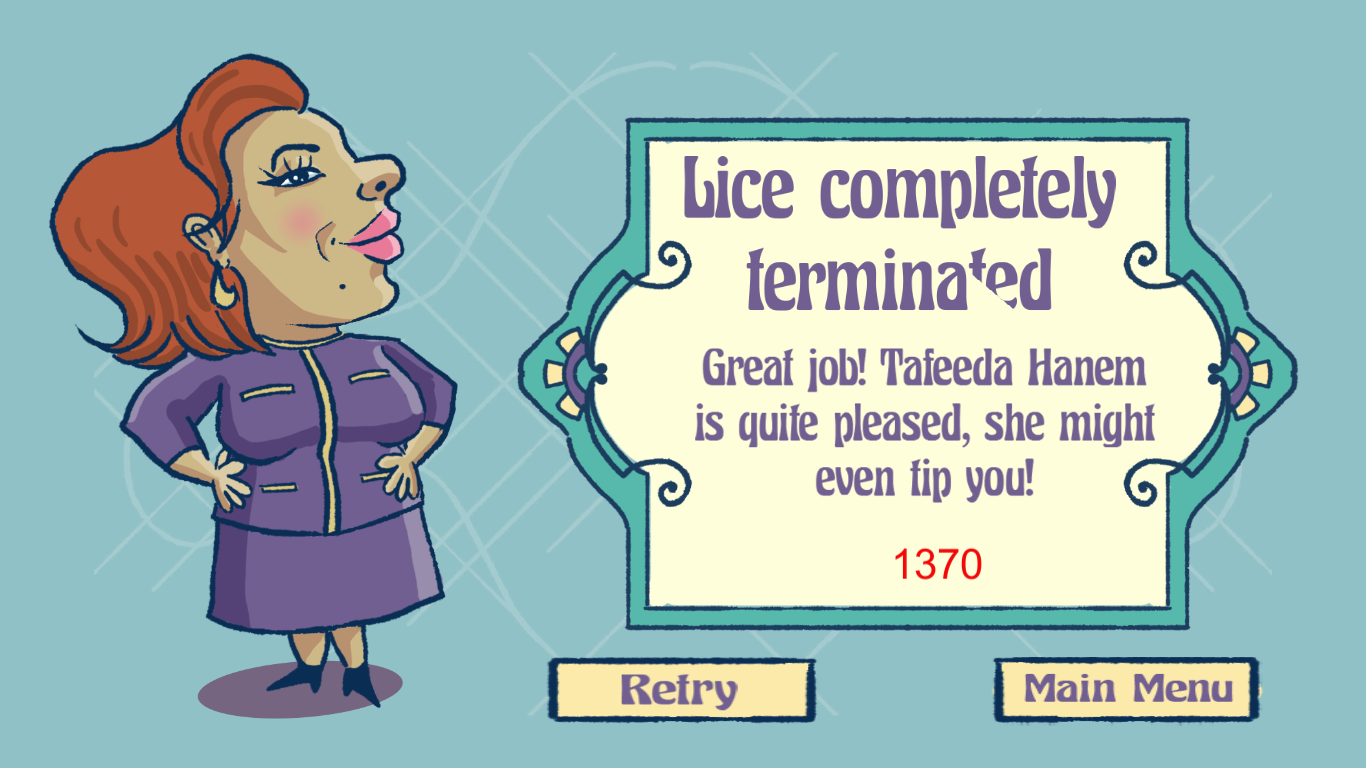 Lice completely
terminated
Great job! Tafeeda Hanem
is quite pleased, she might
even tip you!
1370
Retry
Main Menu